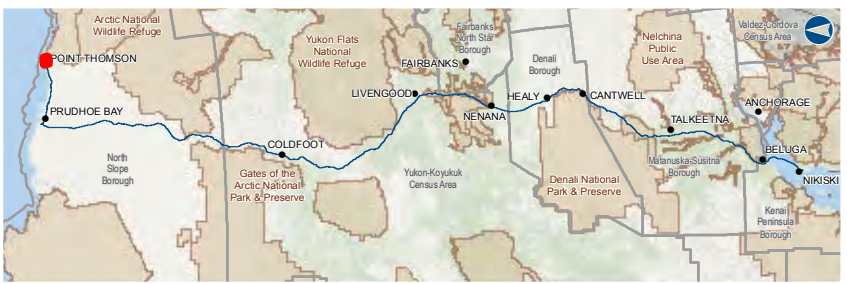 Arctic National
Wildlife Refuge
POINT THOMSON
PRUDHOE BAY
North
Slope
Borough
COLDFOOT
Gates of the
Arctic National
Park & Preserve
Yukon Flats
National
Wildlife Refuge
LIVENGOOD
FAIRBANKS
Fairbanks
North Star
Borough
NENANA
Yukon-Koyukuk
Census Area
Denali
Borough
HEALY
CANTWELL
Denali National
Park & Preserve
Nelchina
Public
Use Area
TALKEETNA
Matanuska-Susitna
Borough
Valdez-Cordova
Census Area
ANCHORAGE
BELUGA
NIKISKI
Kenai
Peninsula
Borough